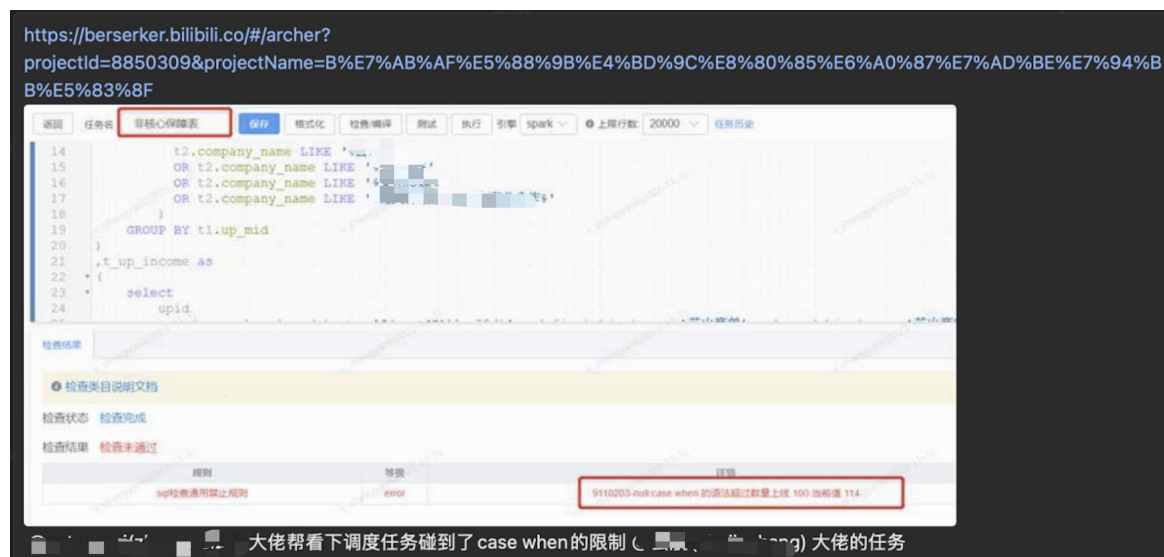 https://berserker.bilibili.co/#/archer?
projectId=8850309&projectName=B%E7%AB%AF%E5%88%9B%E4%BD%9C%E8%80%85%E6%A0%87%E7%AD%BE%E7%94%B
B%E5%83%8F
返回 任务名 非核心保障表 保存 格式化 检查/编译 测试 执行 引擎 spark 上限行数: 20000 任务历史
14 t2.company_name LIKE '
15 OR t2.company_name LIKE '
16 OR t2.company_name LIKE '
17 OR t2.company_name LIKE '
18 )
19 GROUP BY t1.up_mid
20 )
21 ,t_up_income as
22 (
23 select
24 upid
检查结果
检查类目说明文档
检查状态 检查完成
检查结果 检查未通过
规则 等级 详情
sql检查通用禁止规则 error 9110203-null:case when 的语法超过数量上线 100 当前值 114
大佬帮看下调度任务碰到了case when的限制 ( ) 大佬的任务